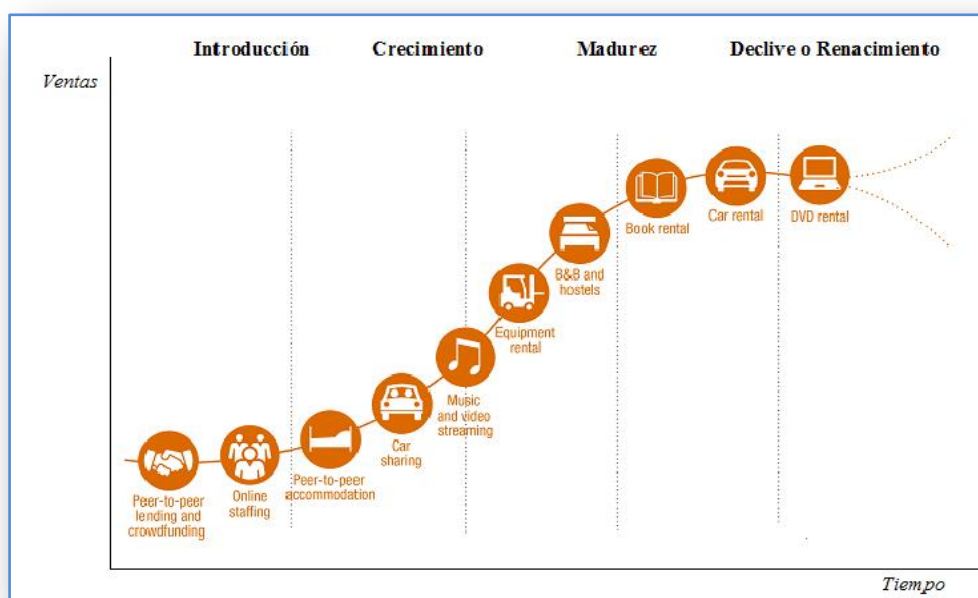 Introducción
Crecimiento
Madurez
Declive o Renacimiento
Ventas
Peer-to-peer
lending and
crowdfunding
Online
staffing
Peer-to-peer
accommodation
Car
sharing
Music
and video
streaming
Equipment
rental
B&B and
hostels
Book rental
Car rental
DVD rental
Tiempo